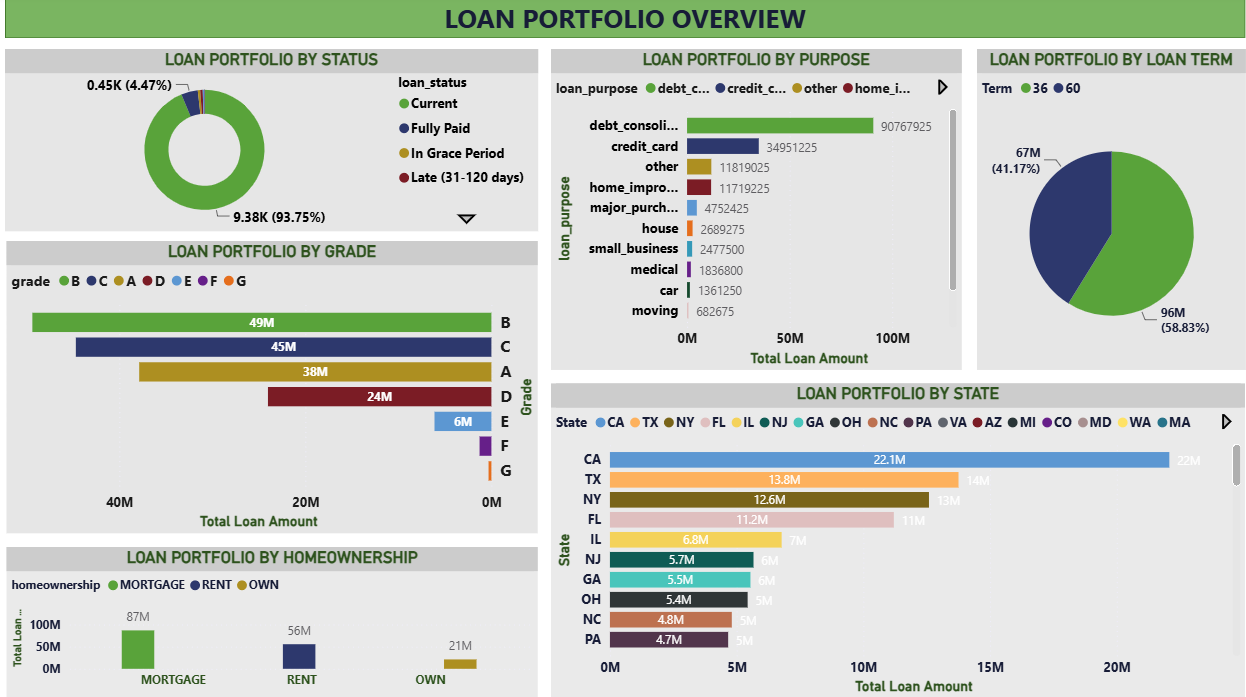 LOAN PORTFOLIO OVERVIEW
LOAN PORTFOLIO BY STATUS
0.45K (4.47%)
9.38K (93.75%)
loan_status
Current
Fully Paid
In Grace Period
Late (31-120 days)
LOAN PORTFOLIO BY PURPOSE
loan_purpose debt_c... credit_c... other home_i...
loan_purpose
debt_consoli... 90767925
credit_card 34951225
other 11819025
home_impro... 11719225
major_purch... 4752425
house 2689275
small_business 2477500
medical 1836800
car 1361250
moving 682675
0M 50M 100M
Total Loan Amount
LOAN PORTFOLIO BY LOAN TERM
Term 36 60
67M
(41.17%)
96M
(58.83%)
LOAN PORTFOLIO BY GRADE
grade B C A D E F G
49M B
45M C
38M A
24M D
6M E
F
G
Grade
40M 20M 0M
Total Loan Amount
LOAN PORTFOLIO BY STATE
State CA TX NY FL IL NJ GA OH NC PA VA AZ MI CO MD WA MA
State
CA 22.1M 22M
TX 13.8M 14M
NY 12.6M 13M
FL 11.2M 11M
IL 6.8M 7M
NJ 5.7M 6M
GA 5.5M 6M
OH 5.4M 5M
NC 4.8M 5M
PA 4.7M 5M
0M 5M 10M 15M 20M
Total Loan Amount
LOAN PORTFOLIO BY HOMEOWNERSHIP
homeownership MORTGAGE RENT OWN
Total Loan ...
100M
50M
0M
87M 56M 21M
MORTGAGE RENT OWN